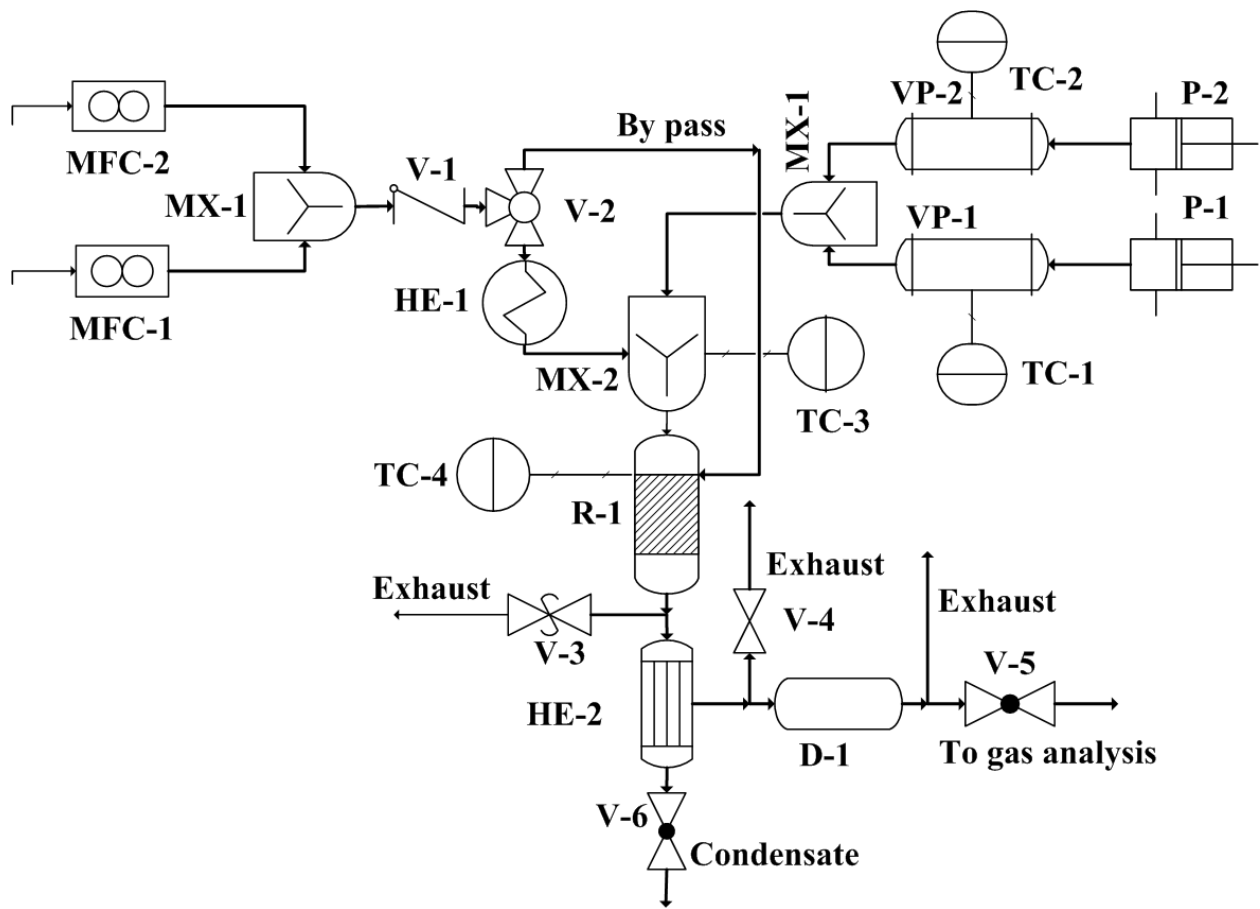 TC-2
VP-2
P-2
MX-1
By pass
MFC-2
V-1
MX-1
V-2
VP-1
P-1
HE-1
MFC-1
MX-2
TC-1
TC-3
TC-4
R-1
Exhaust
Exhaust
Exhaust
V-4
V-3
V-5
HE-2
D-1
To gas analysis
V-6
Condensate